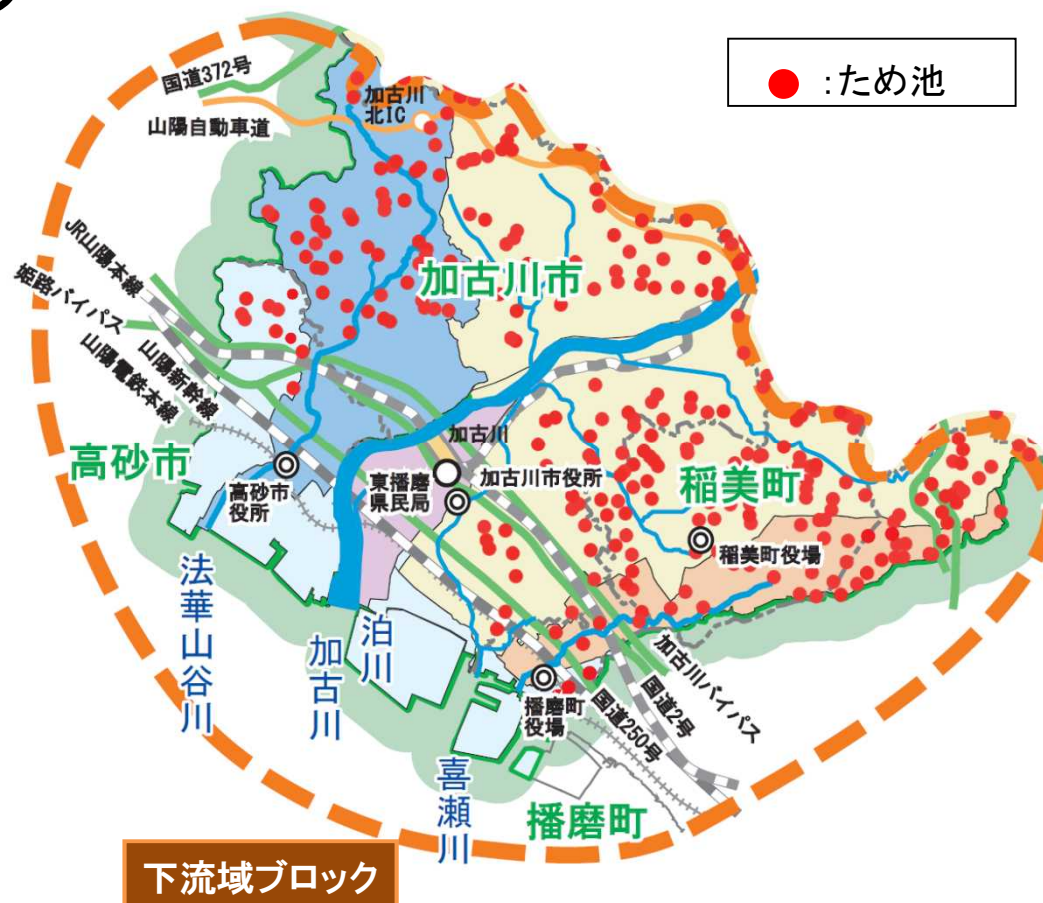 :ため池
国道372号
山陽自動車道
加古川
北IC
JR山陽本線
姫路バイパス
山陽新幹線
山陽電鉄本線
加古川市
高砂市
高砂市
役所
加古川
東播磨
県民局
加古川市役所
稲美町
稲美町役場
法華山谷川
加古川
泊川
喜瀬川
播磨町
役場
播磨町
加古川バイパス
国道2号
国道250号
下流域ブロック